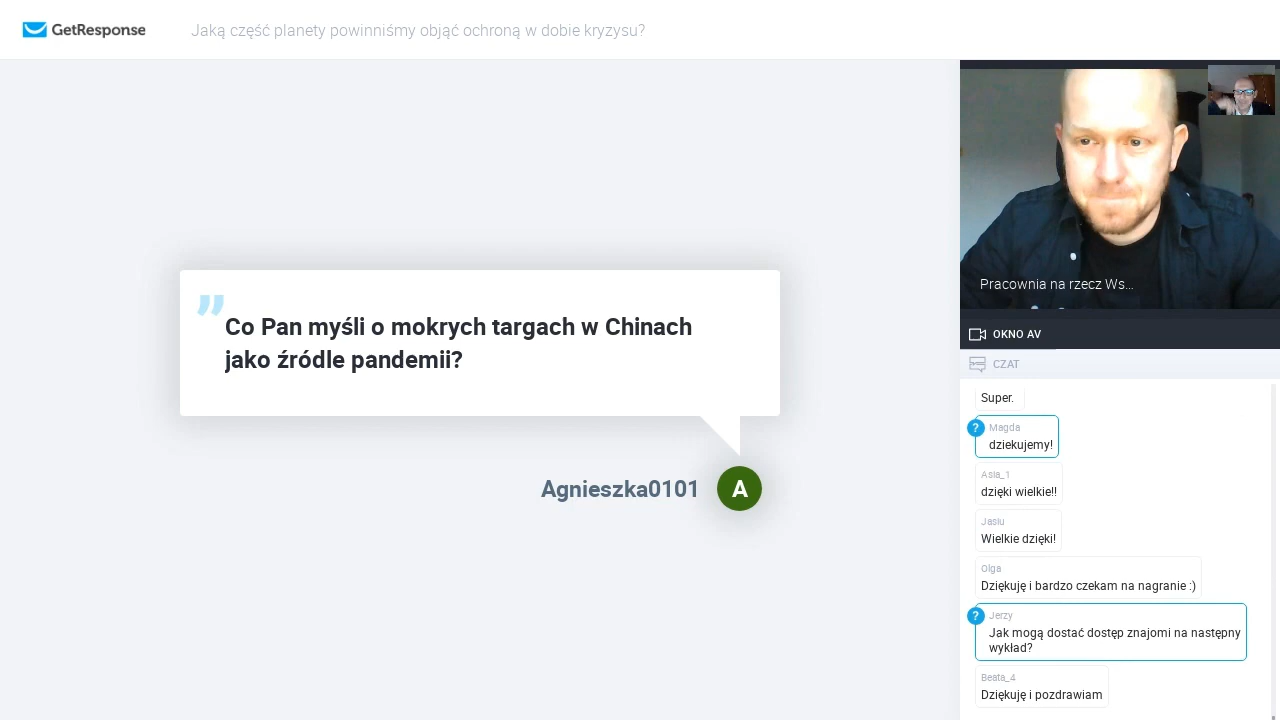 GetResponse
Jaką część planety powinniśmy objąć ochroną w dobie kryzysu?
Co Pan myśli o mokrych targach w Chinach
jako źródle pandemii?
Agnieszka0101
A
Pracownia na rzecz Ws...
OKNO AV
CZAT
Super.
?
Magda
dziekujemy!
Asia_1
dzięki wielkie!!
Jasiu
Wielkie dzięki!
Olga
Dziękuję i bardzo czekam na nagranie :)
?
Jerzy
Jak mogą dostać dostęp znajomi na następny
wykład?
Beata_4
Dziękuję i pozdrawiam